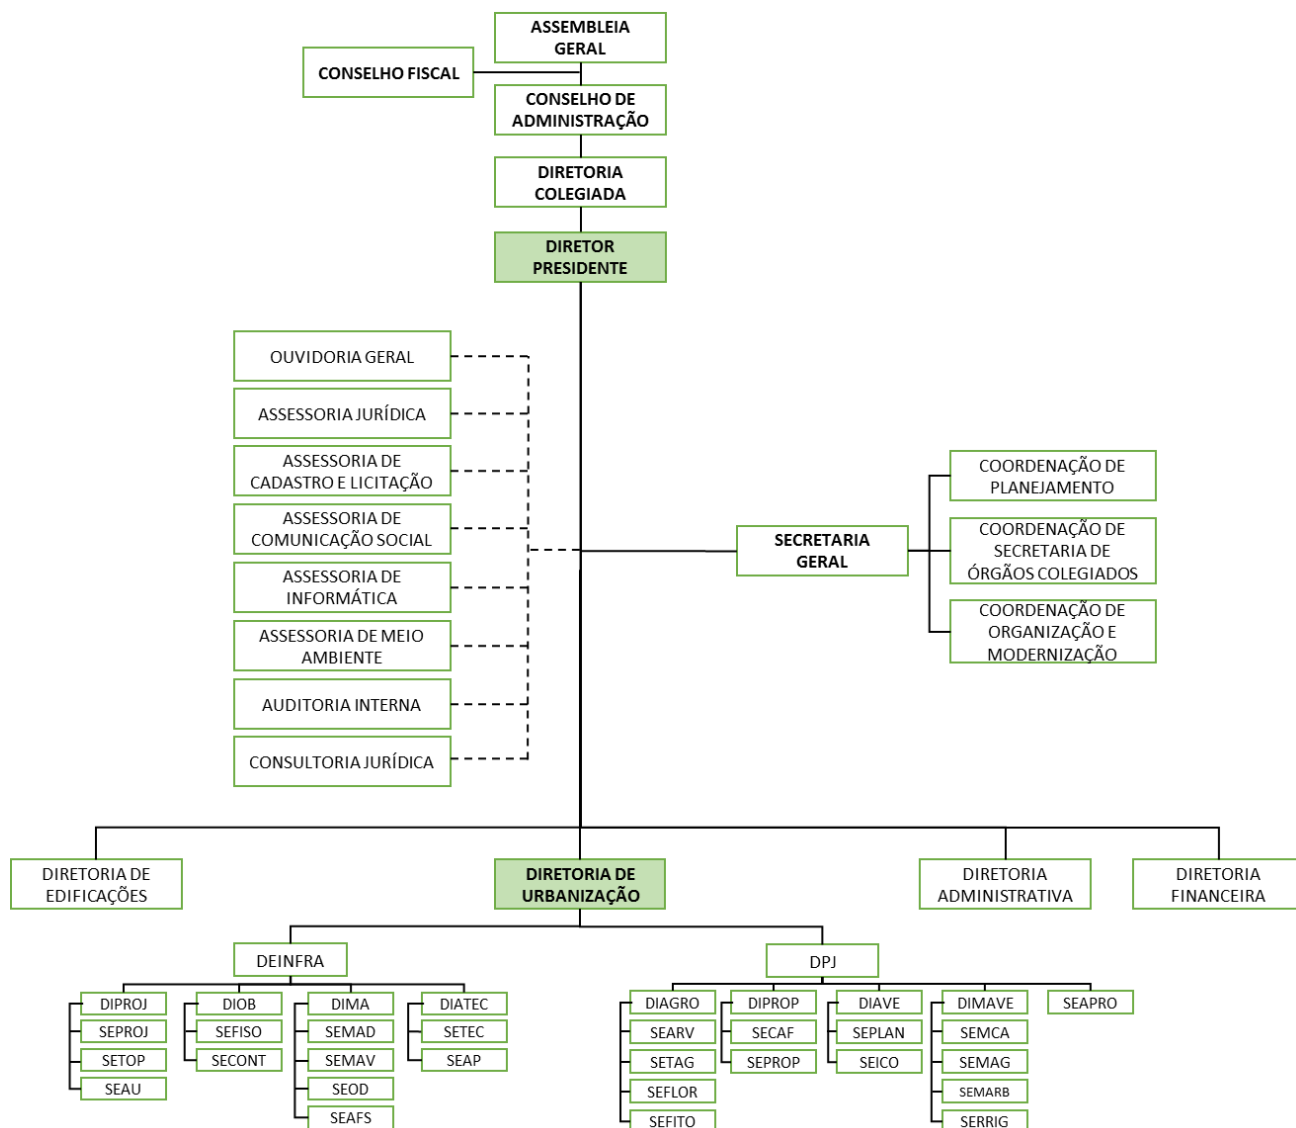 ASSEMBLEIA
GERAL
CONSELHO FISCAL
CONSELHO DE
ADMINISTRAÇÃO
DIRETORIA
COLEGIADA
DIRETOR
PRESIDENTE
OUVIDORIA GERAL
ASSESSORIA JURÍDICA
ASSESSORIA DE
CADASTRO E LICITAÇÃO
ASSESSORIA DE
COMUNICAÇÃO SOCIAL
ASSESSORIA DE
INFORMÁTICA
ASSESSORIA DE MEIO
AMBIENTE
AUDITORIA INTERNA
CONSULTORIA JURÍDICA
SECRETARIA
GERAL
COORDENAÇÃO DE
PLANEJAMENTO
COORDENAÇÃO DE
SECRETARIA DE
ÓRGÃOS COLEGIADOS
COORDENAÇÃO DE
ORGANIZAÇÃO E
MODERNIZAÇÃO
DIRETORIA DE
EDIFICAÇÕES
DIRETORIA DE
URBANIZAÇÃO
DIRETORIA
ADMINISTRATIVA
DIRETORIA
FINANCEIRA
DEINFRA
DPJ
DIPROJ
SEPROJ
SETOP
SEAU
DIOB
SEFISO
SECONT
DIMA
SEMAD
SEMAV
SEOD
SEAFS
DIATEC
SETEC
SEAP
DIAGRO
SEARV
SETAG
SEFLOR
SEFITO
DIPROP
SECAF
SEPROP
DIAVE
SEPLAN
SEICO
DIMAVE
SEMCA
SEMAG
SEMARB
SERRIG
SEAPRO